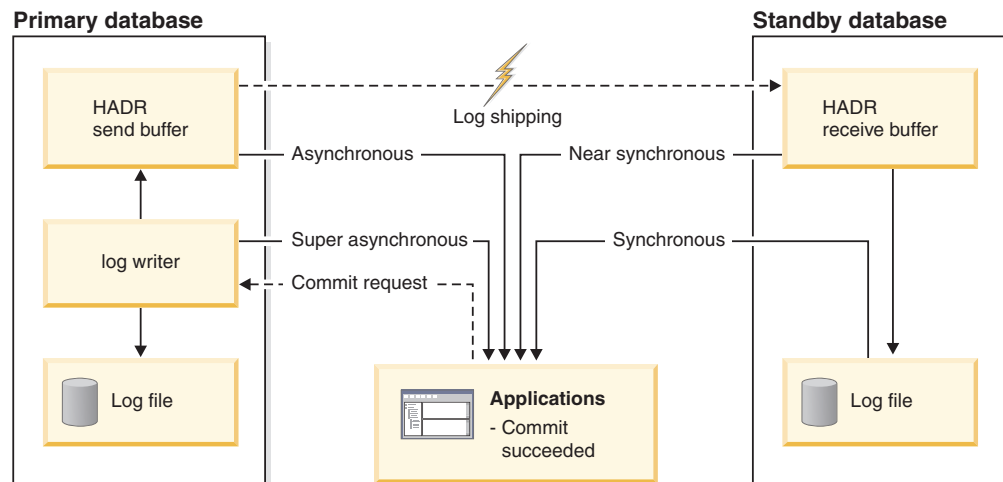 Primary database
Standby database
HADR
send buffer
Log shipping
HADR
receive buffer
Asynchronous
Near synchronous
log writer
Super asynchronous
Synchronous
Commit request
Log file
Applications
- Commit
succeeded
Log file